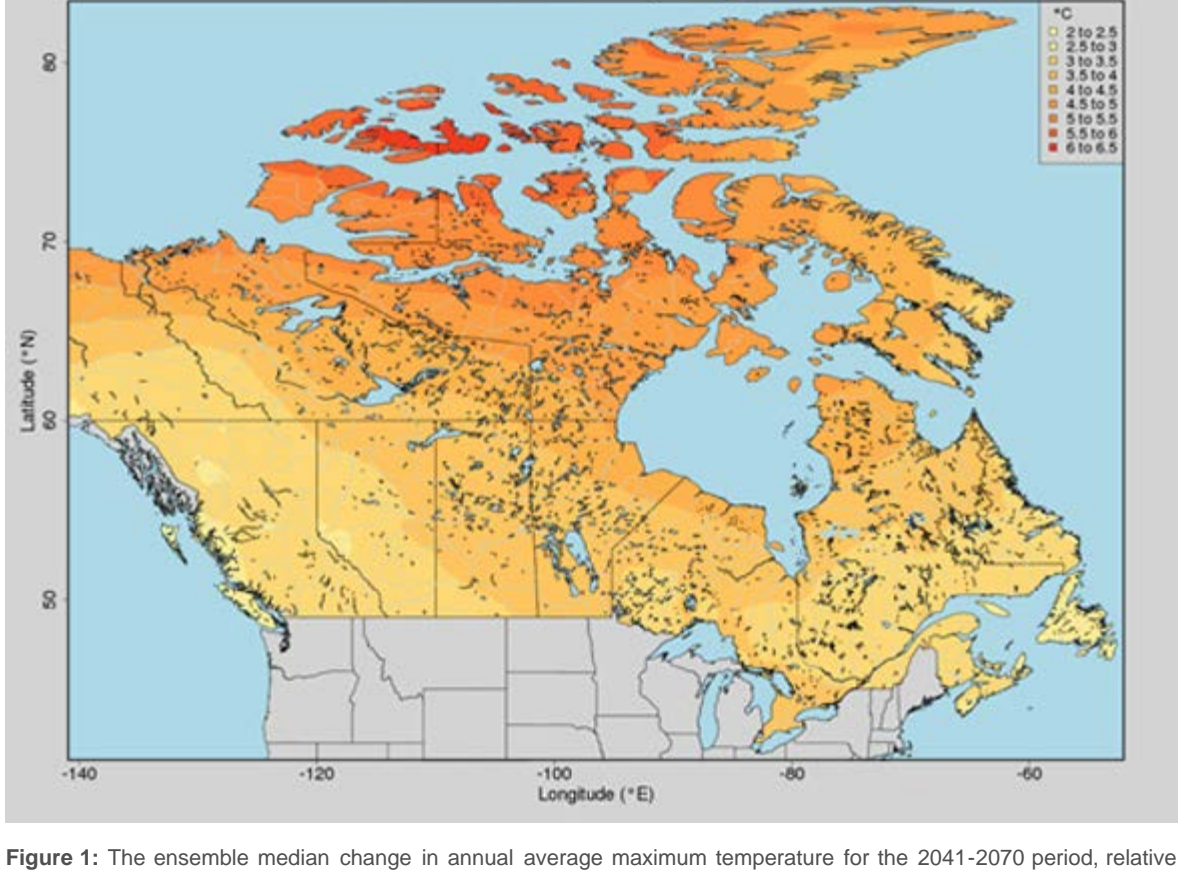 °C
2 to 2.5
2.5 to 3
3 to 3.5
3.5 to 4
4 to 4.5
4.5 to 5
5 to 5.5
5.5 to 6
6 to 6.5
80
70
60
50
Latitude (°N)
-140
-120
-100
-80
-60
Longitude (°E)
Figure 1: The ensemble median change in annual average maximum temperature for the 2041-2070 period, relative